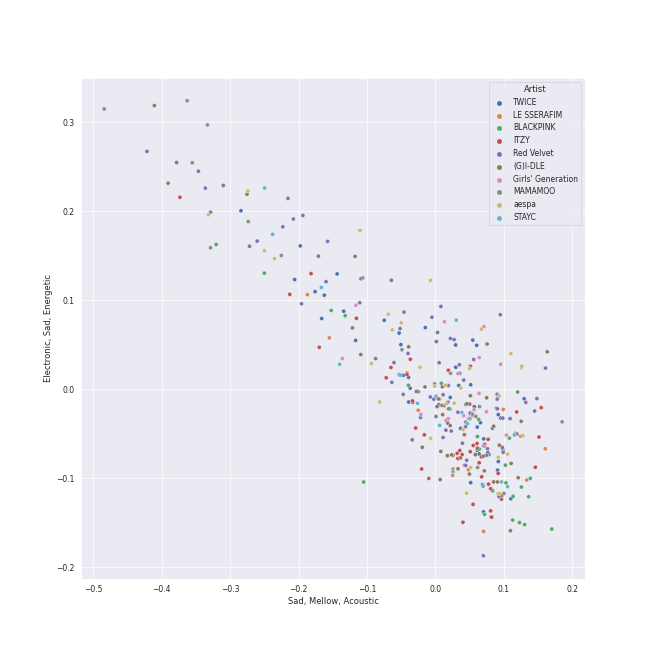 Artist
TWICE
LE SSERAFIM
BLACKPINK
ITZY
Red Velvet
(G)I-DLE
Girls' Generation
MAMAMOO
aespa
STAYC
Electronic, Sad, Energetic
0.3
0.2
0.1
0.0
−0.1
−0.2
−0.5 −0.4 −0.3 −0.2 −0.1 0.0 0.1 0.2
Sad, Mellow, Acoustic